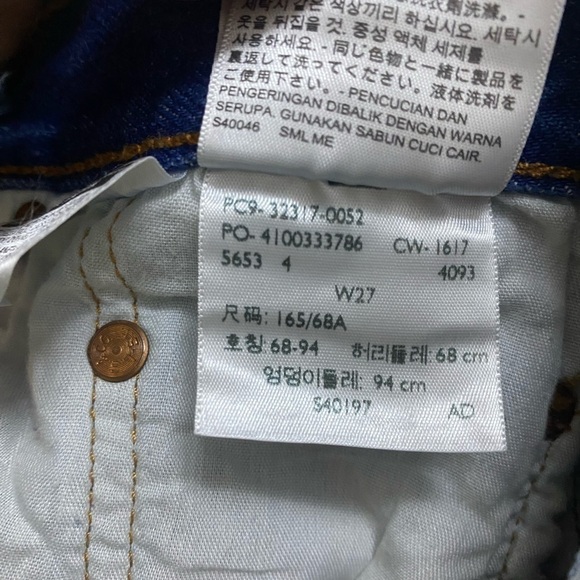 세탁시 같은 색상끼리 하십시요. 세탁시
옷을 뒤집을 것. 중성 액체 세제를
사용하세요. - 同じ色物と一緒に製品を
裏返して洗ってください。液体洗剤を
ご使用下さい。 - PENCUCIAN DAN
PENGERINGAN DIBALIK DENGAN WARNA
SERUPA. GUNAKAN SABUN CUCI CAIR.
S40046 SML ME
PC9-32317-0052
PO-4100333786 CW-1617
5653 4 4093
W27
尺码: 165/68A
호칭: 68-94 허리둘레: 68 cm
엉덩이둘레: 94 cm
S40197 AD